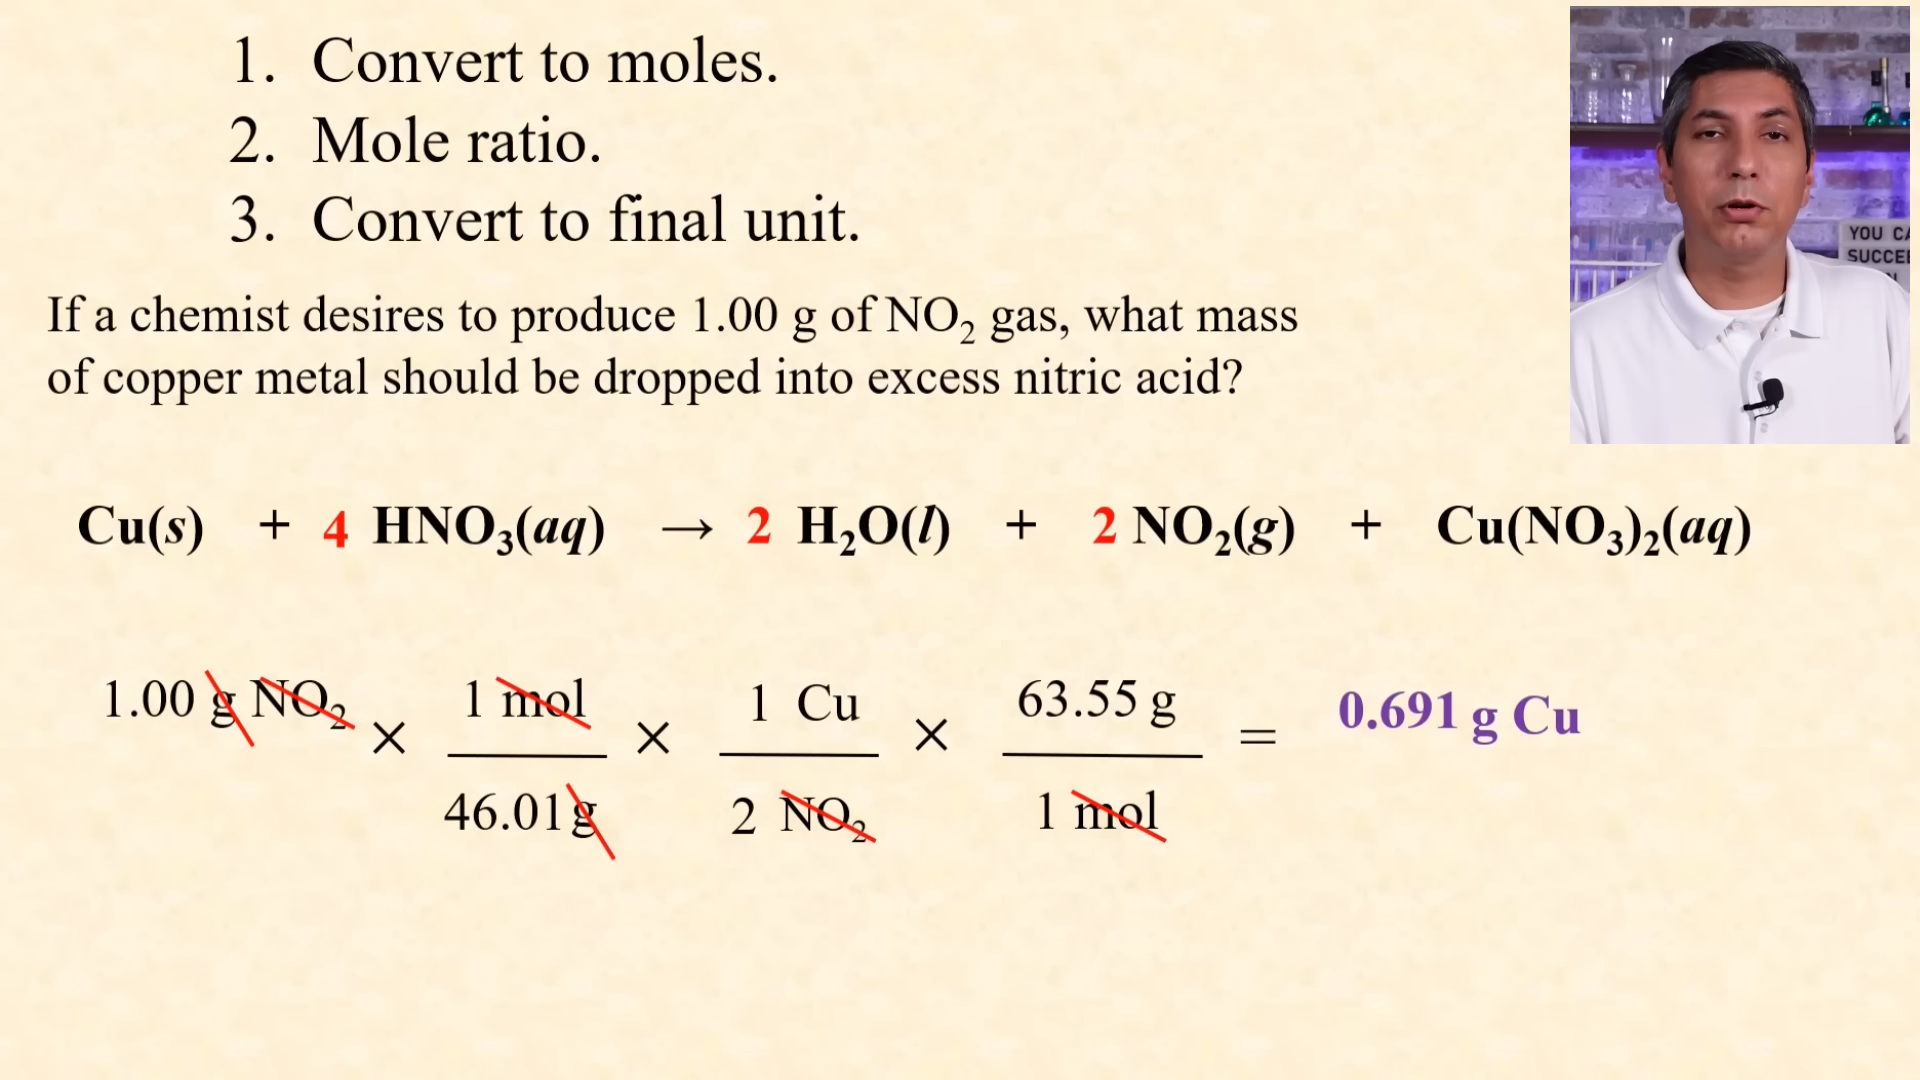 1. Convert to moles.
2. Mole ratio.
3. Convert to final unit.
YOU CA
SUCCEE
If a chemist desires to produce 1.00 g of NO₂ gas, what mass
of copper metal should be dropped into excess nitric acid?
Cu(s) + 4 HNO₃(aq) → 2 H₂O(l) + 2 NO₂(g) + Cu(NO₃)₂(aq)
1.00 g NO₂ × 1 mol / 46.01 g × 1 Cu / 2 NO₂ × 63.55 g / 1 mol = 0.691 g Cu